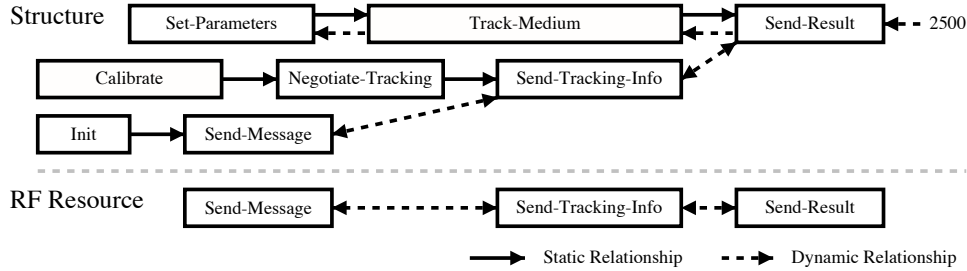 Structure
Set-Parameters
Track-Medium
Send-Result
2500
Calibrate
Negotiate-Tracking
Send-Tracking-Info
Init
Send-Message
RF Resource
Send-Message
Send-Tracking-Info
Send-Result
Static Relationship
Dynamic Relationship